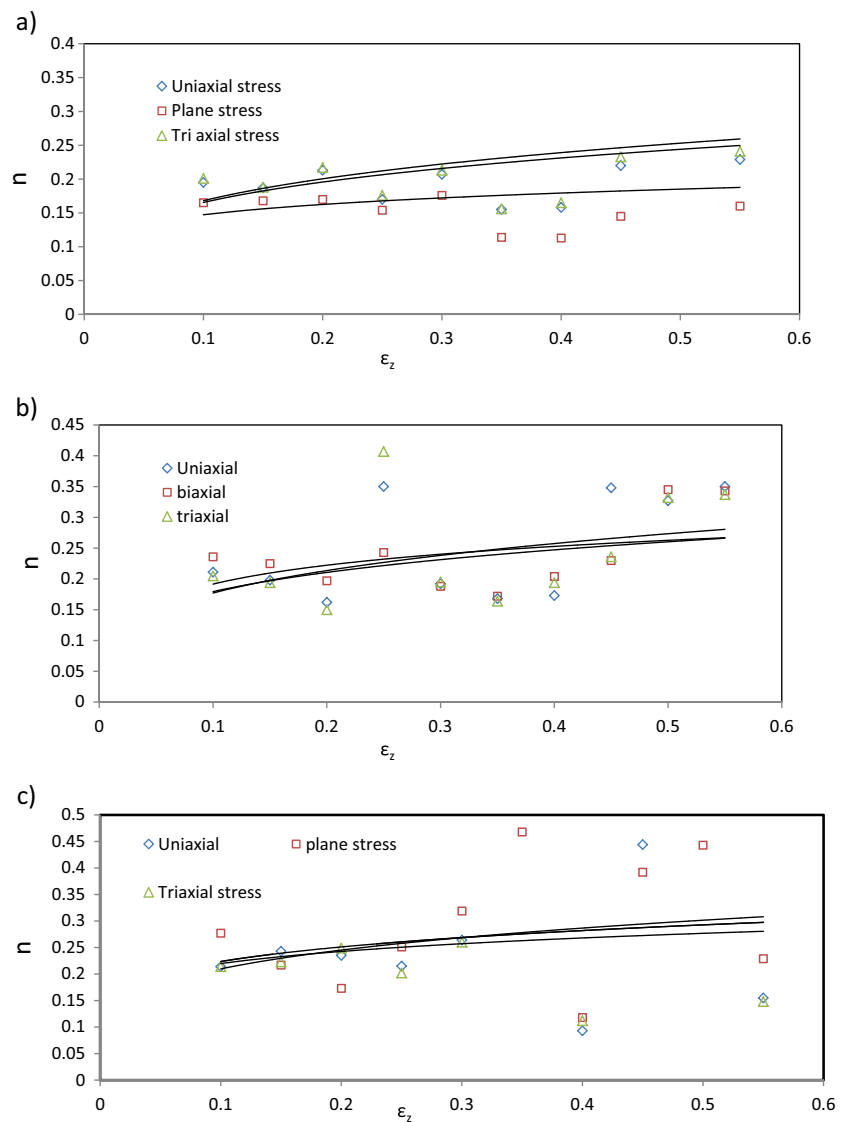 a)
0.4
0.35
0.3
0.25
0.2
0.15
0.1
0.05
0
n
Uniaxial stress
Plane stress
Tri axial stress
0 0.1 0.2 0.3 0.4 0.5 0.6
εz
b)
0.45
0.4
0.35
0.3
0.25
0.2
0.15
0.1
0.05
0
n
Uniaxial
biaxial
triaxial
0 0.1 0.2 0.3 0.4 0.5 0.6
εz
c)
0.5
0.45
0.4
0.35
0.3
0.25
0.2
0.15
0.1
0.05
0
n
Uniaxial plane stress
Triaxial stress
0 0.1 0.2 0.3 0.4 0.5 0.6
εz